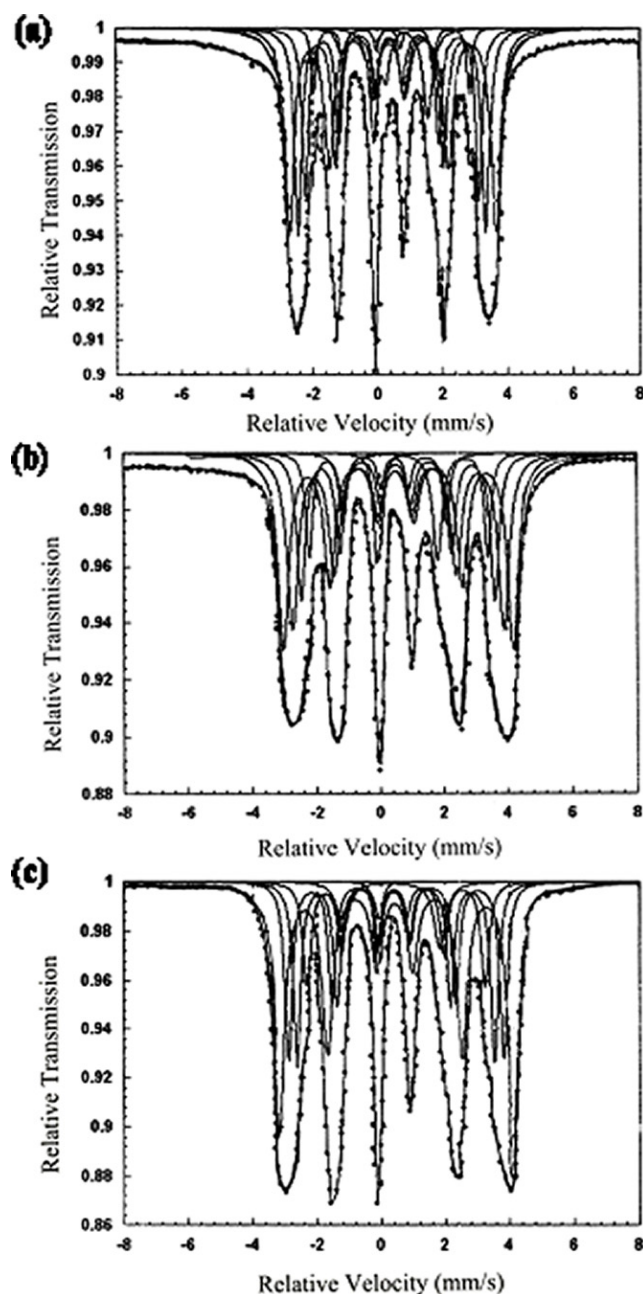 (a)
1
0.99
0.98
0.97
0.96
0.95
0.94
0.93
0.92
0.91
0.9
Relative Transmission
-8 -6 -4 -2 0 2 4 6 8
Relative Velocity (mm/s)
(b)
1
0.98
0.96
0.94
0.92
0.9
0.88
Relative Transmission
-8 -6 -4 -2 0 2 4 6 8
Relative Velocity (mm/s)
(c)
1
0.98
0.96
0.94
0.92
0.9
0.88
0.86
Relative Transmission
-8 -6 -4 -2 0 2 4 6 8
Relative Velocity (mm/s)